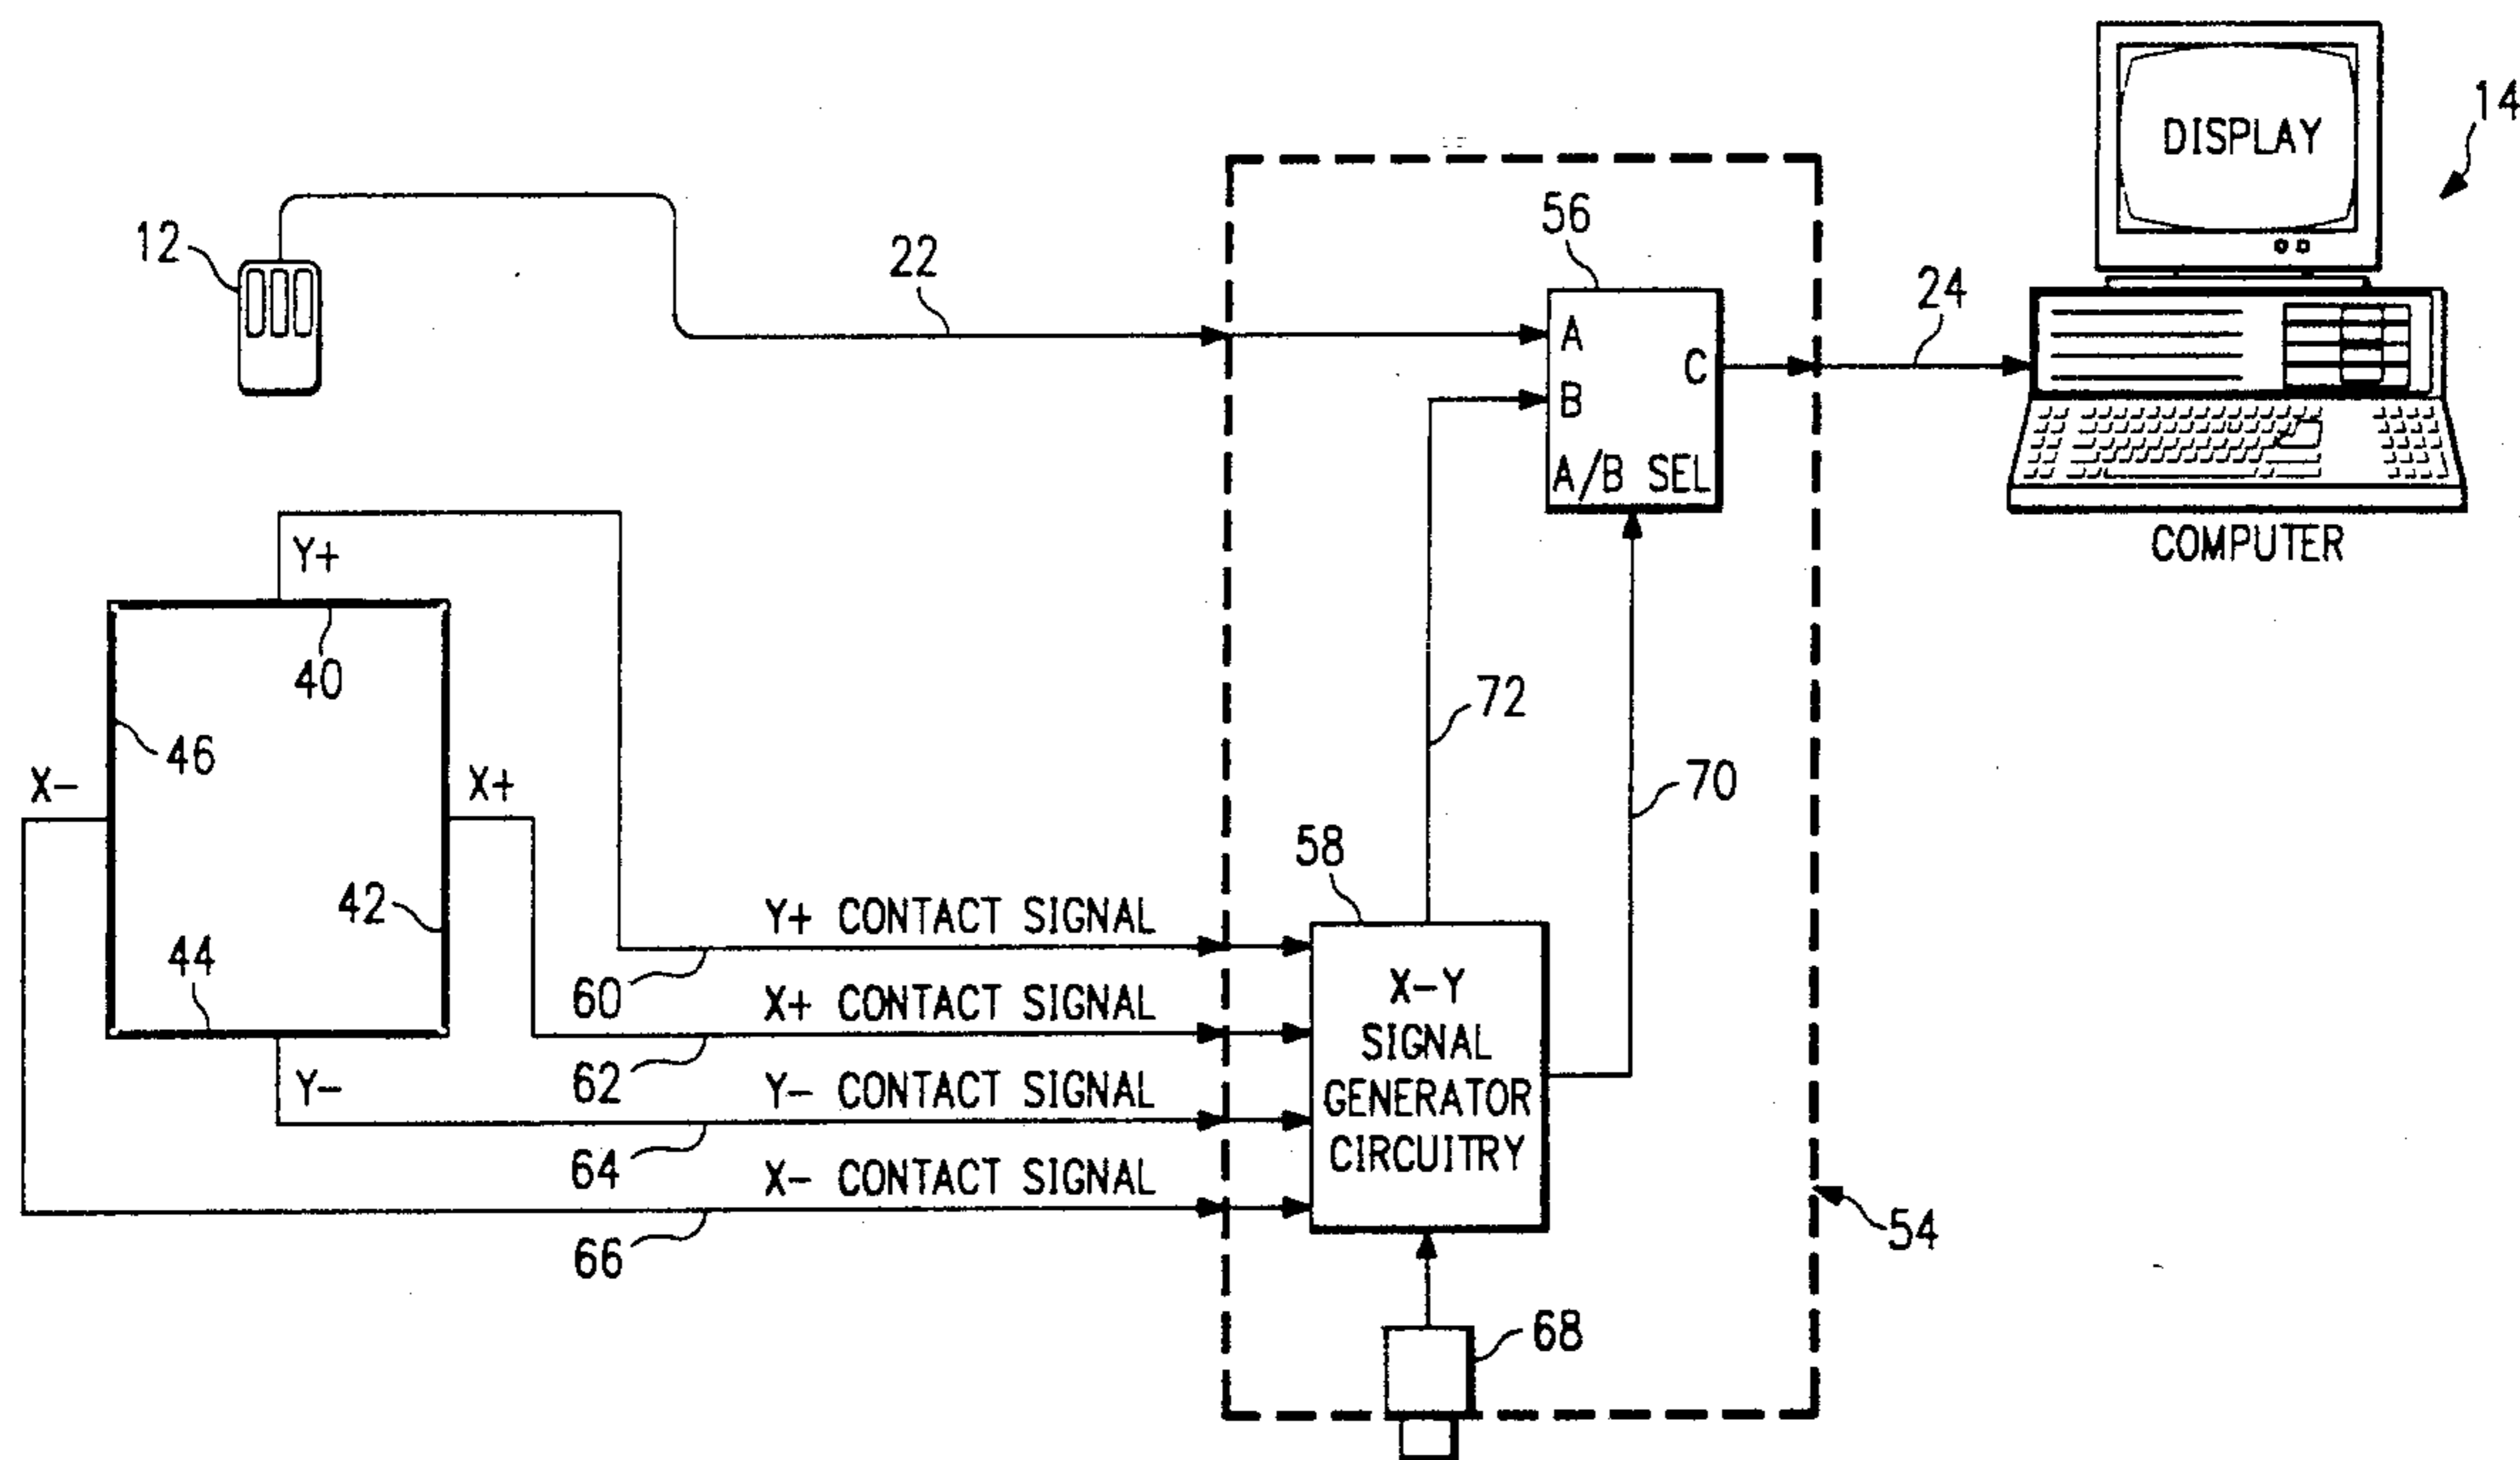 DISPLAY
14
12
22
56
24
A
B
C
A/B SEL
COMPUTER
Y+
40
46
X-
X+
42
44
Y-
72
70
58
Y+ CONTACT SIGNAL
60
X+ CONTACT SIGNAL
62
Y- CONTACT SIGNAL
64
X- CONTACT SIGNAL
66
X-Y
SIGNAL
GENERATOR
CIRCUITRY
54
68